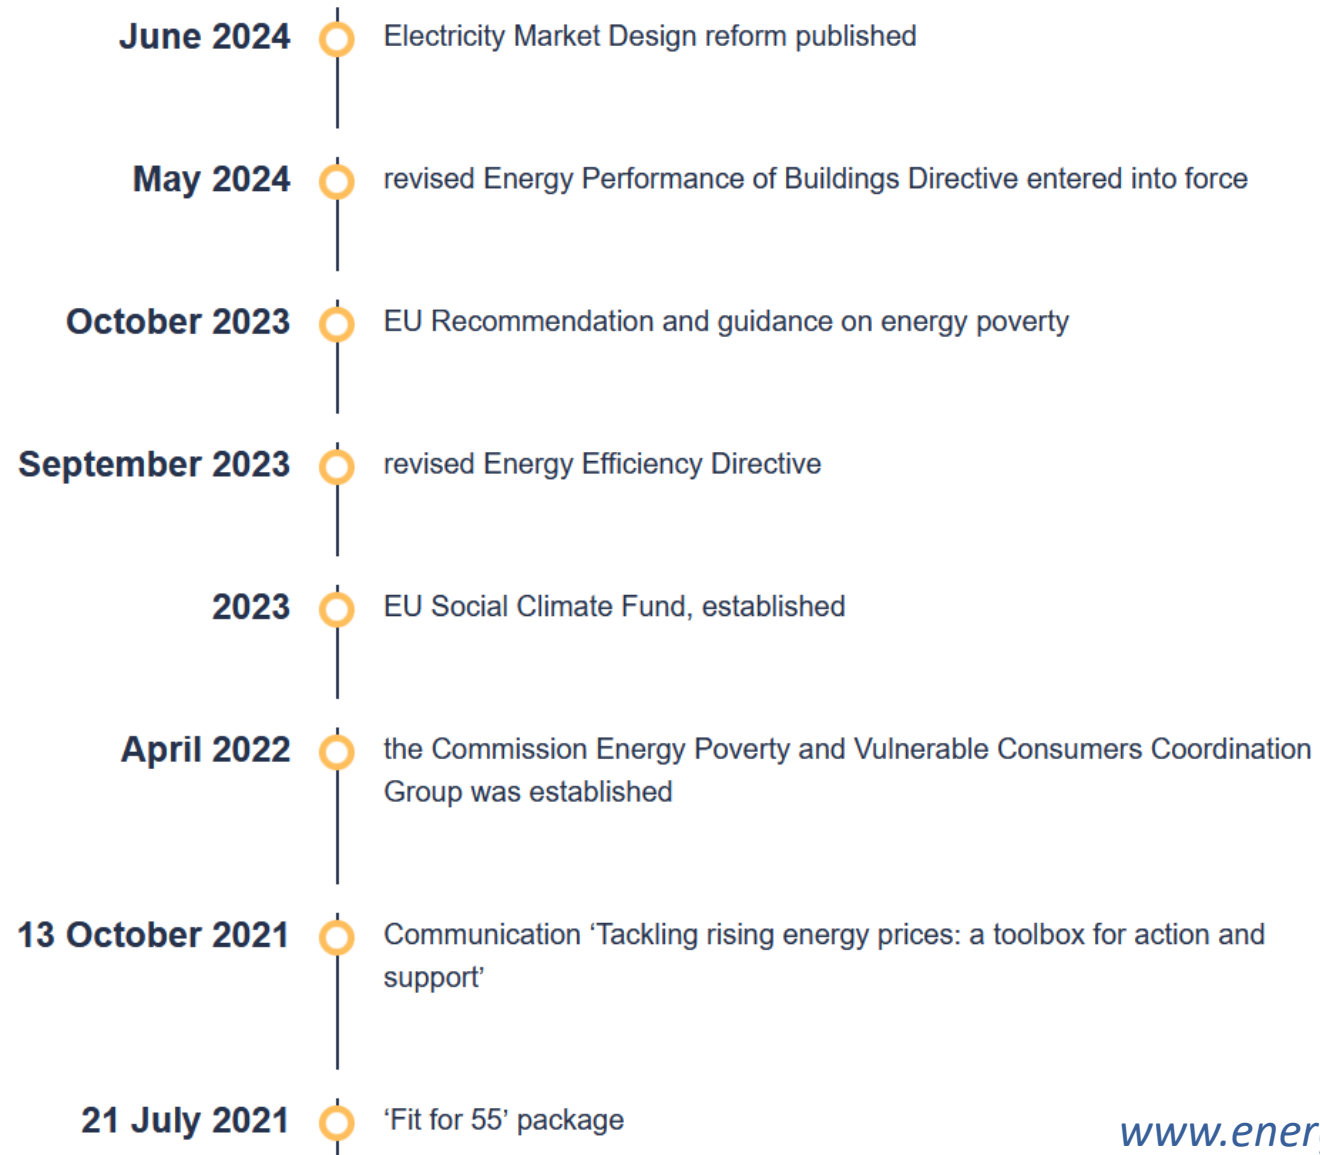 June 2024
Electricity Market Design reform published
May 2024
revised Energy Performance of Buildings Directive entered into force
October 2023
EU Recommendation and guidance on energy poverty
September 2023
revised Energy Efficiency Directive
2023
EU Social Climate Fund, established
April 2022
the Commission Energy Poverty and Vulnerable Consumers Coordination
Group was established
13 October 2021
Communication ‘Tackling rising energy prices: a toolbox for action and
support’
21 July 2021
‘Fit for 55’ package
www.ener